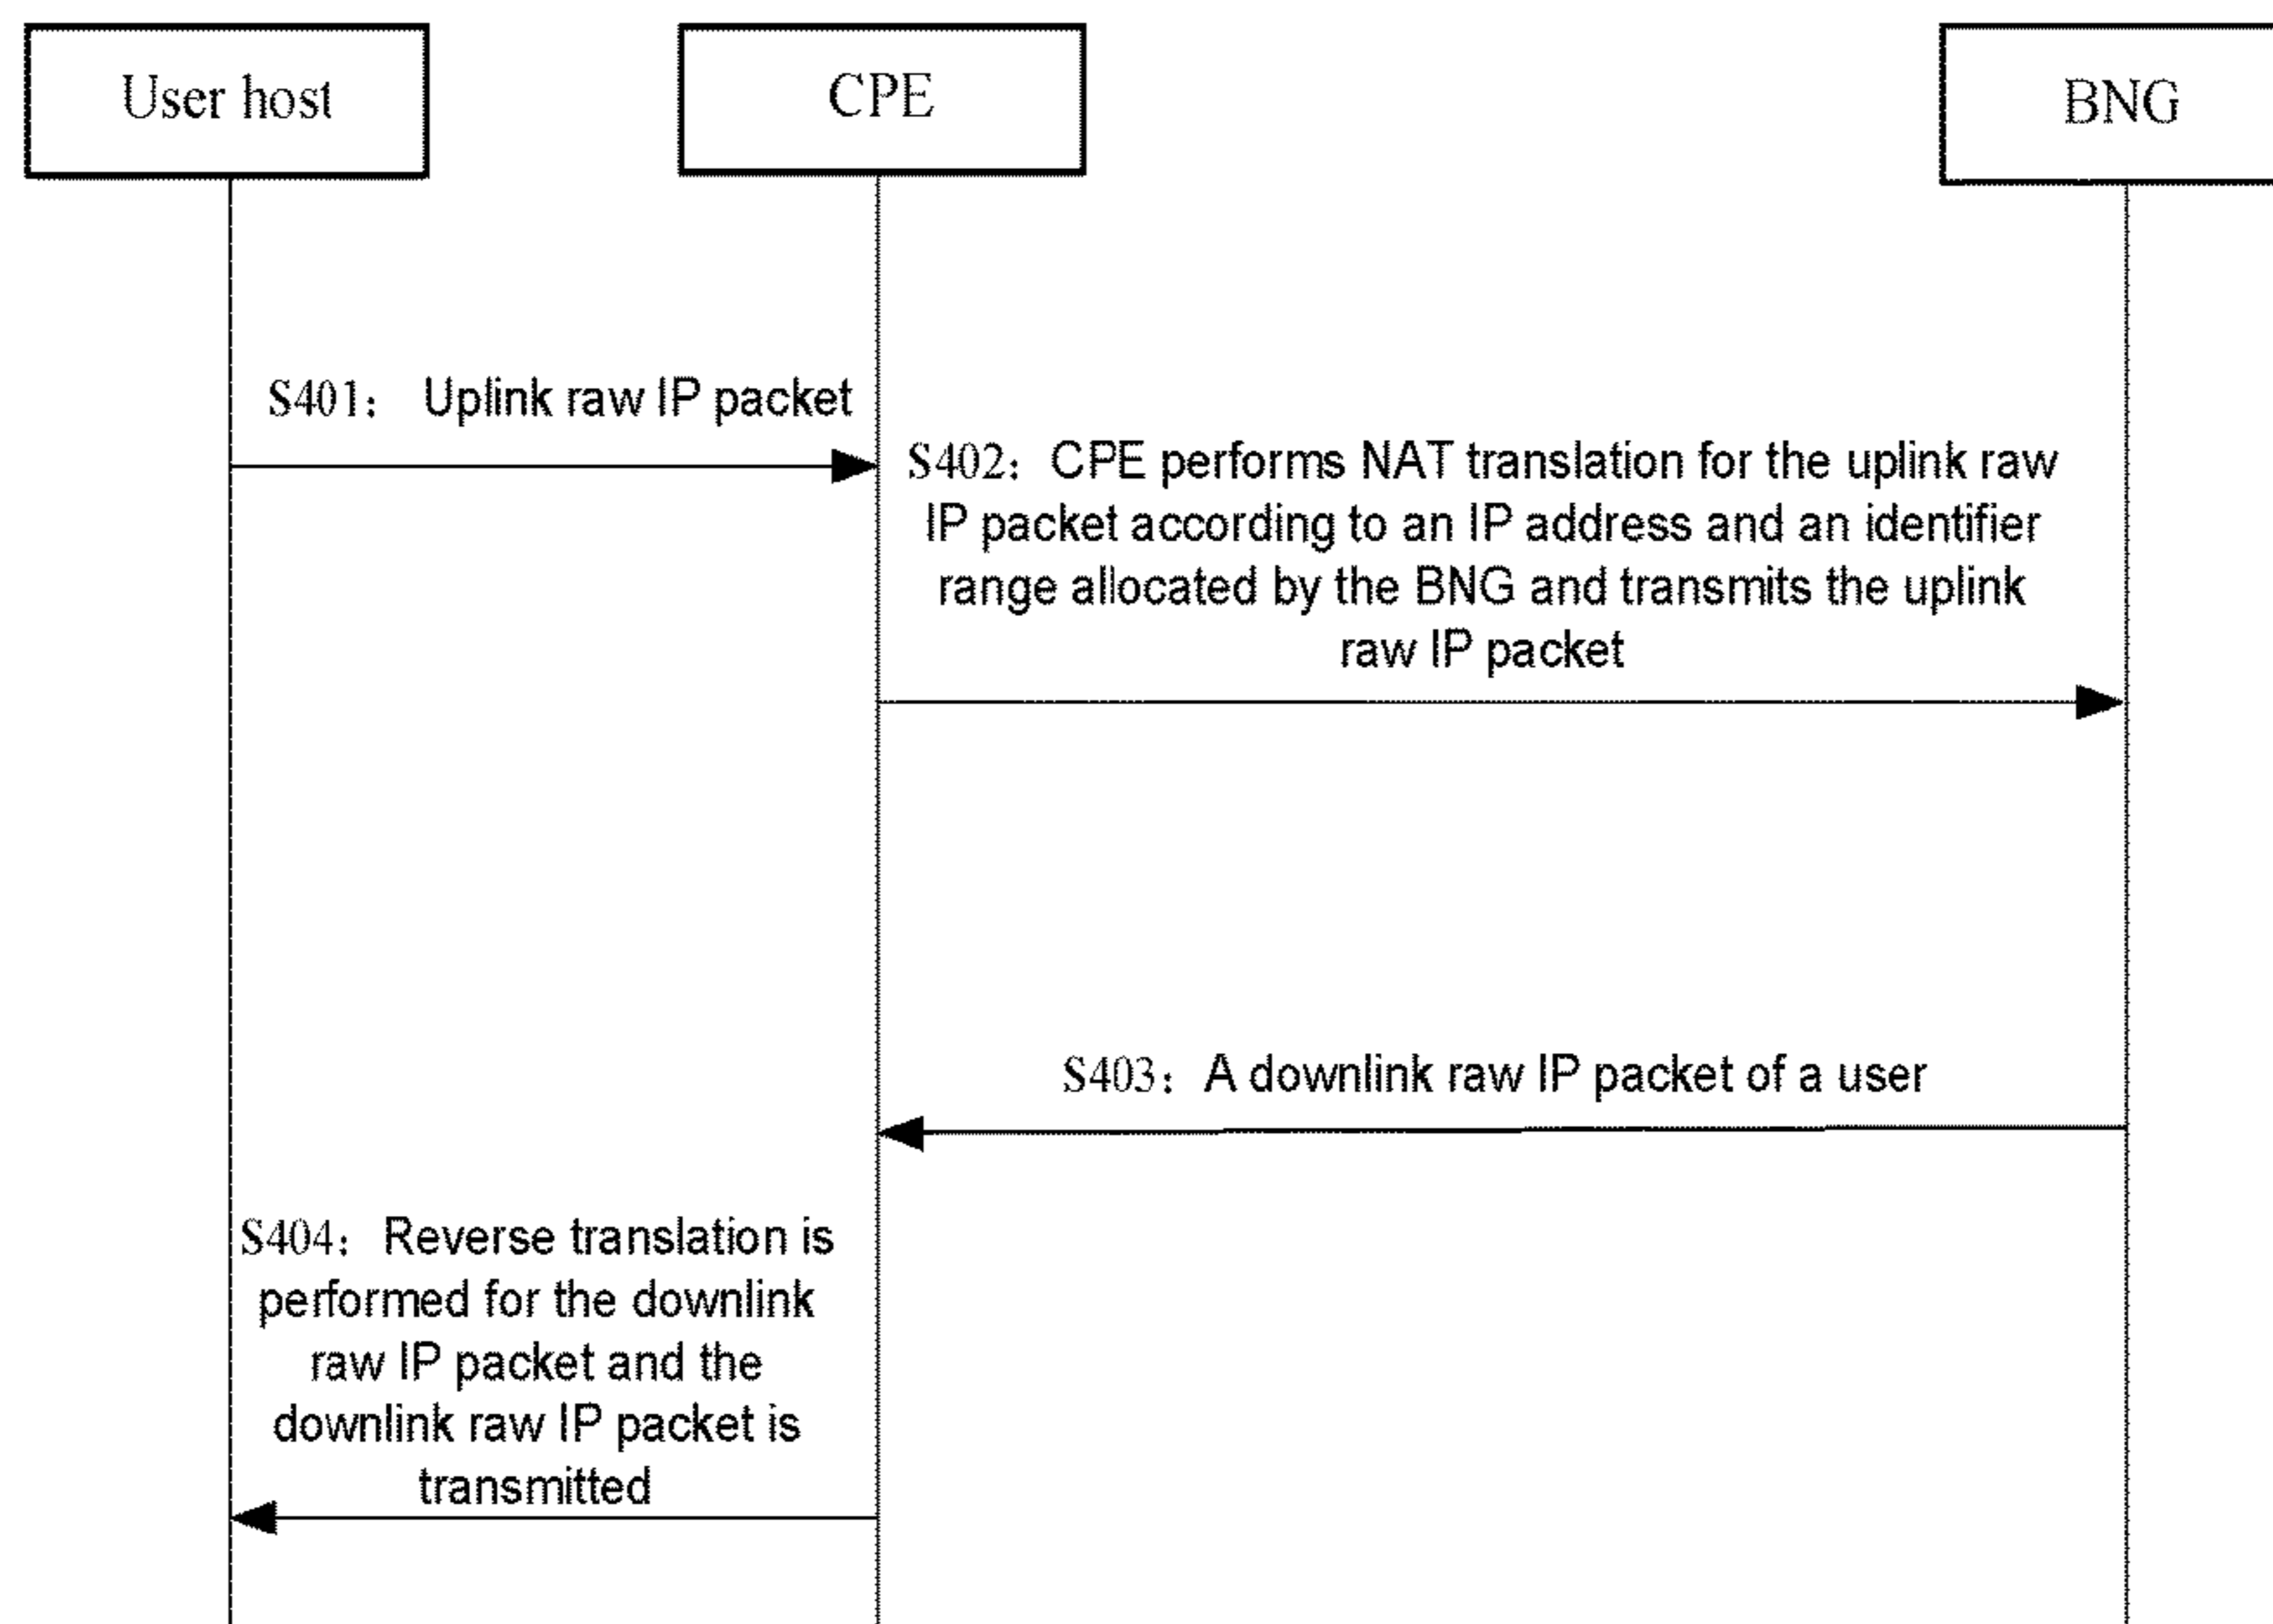 User host
CPE
BNG
S401: Uplink raw IP packet
S402: CPE performs NAT translation for the uplink raw
IP packet according to an IP address and an identifier
range allocated by the BNG and transmits the uplink
raw IP packet
S403: A downlink raw IP packet of a user
S404: Reverse translation is
performed for the downlink
raw IP packet and the
downlink raw IP packet is
transmitted